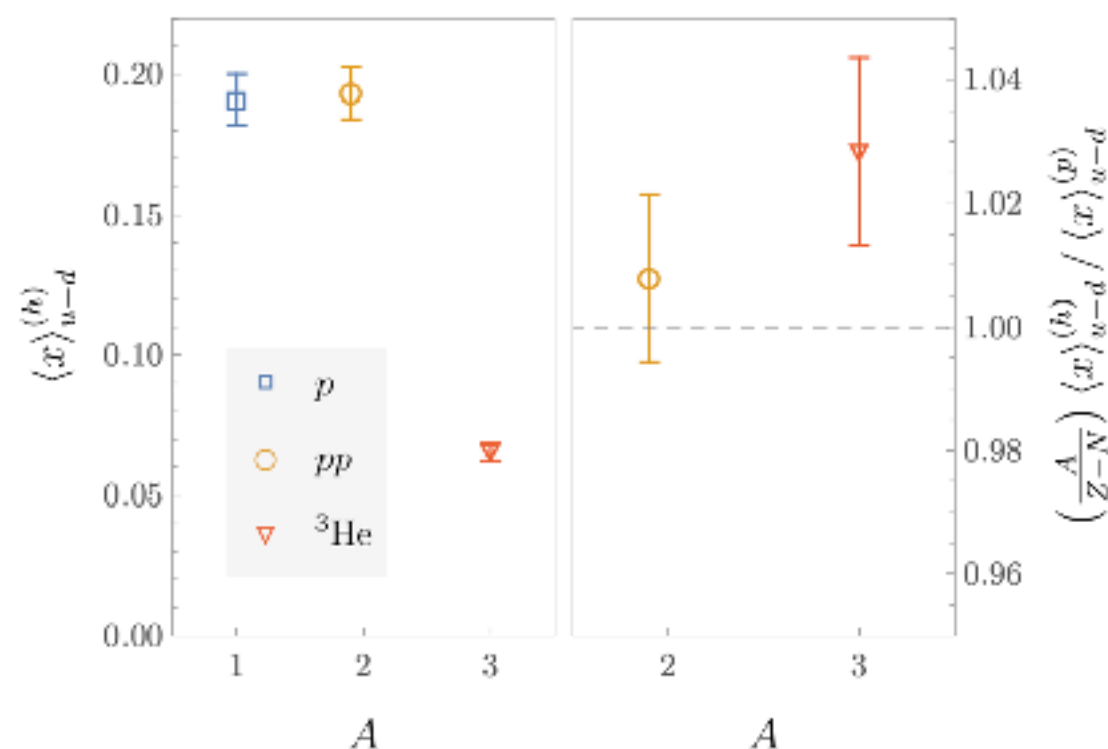 ⟨x⟩_{u−d}^{(h)}
0.20
0.15
0.10
0.05
0.00
p
pp
³He
1
2
3
A
2
3
A
1.04
1.02
1.00
0.98
0.96
(A/(Z−N)) ⟨x⟩_{u−d}^{(h)} / ⟨x⟩_{u−d}^{(p)}